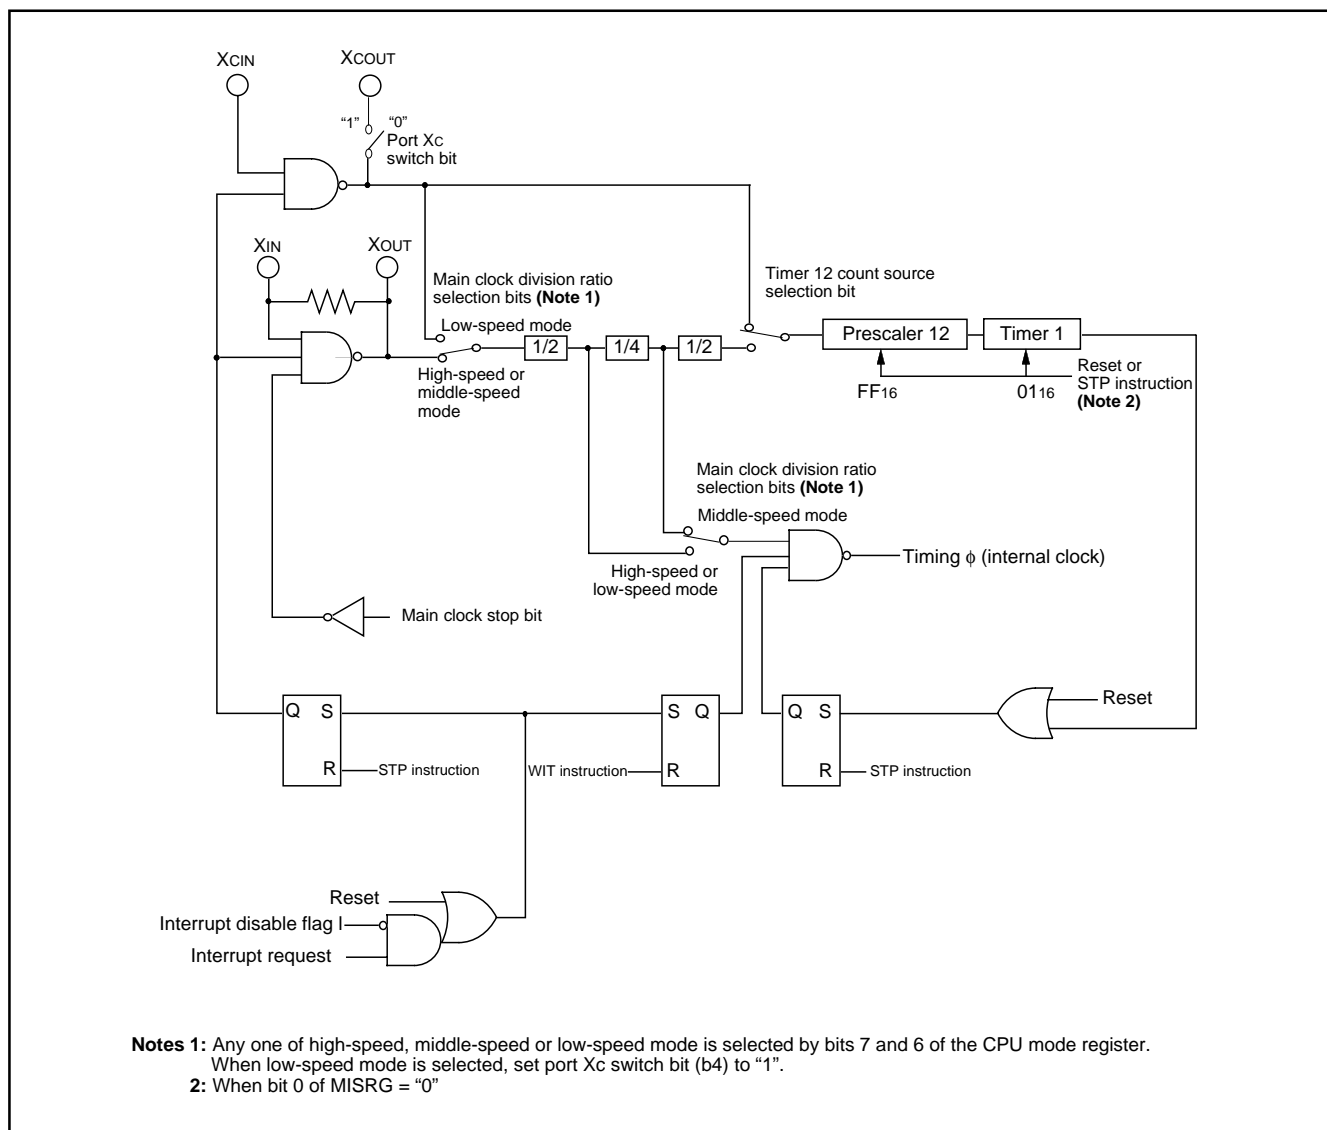 XCIN
XCOUT
“1” “0”
Port XC
switch bit
XIN
XOUT
Main clock division ratio
selection bits (Note 1)
Low-speed mode
Timer 12 count source
selection bit
1/2
1/4
1/2
Prescaler 12
Timer 1
High-speed or
middle-speed
mode
FF16
0116
Reset or
STP instruction
(Note 2)
Main clock division ratio
selection bits (Note 1)
Middle-speed mode
High-speed or
low-speed mode
Timing ϕ (internal clock)
Main clock stop bit
Q S
R
STP instruction
WIT instruction
S Q
R
Q S
R
STP instruction
Reset
Reset
Interrupt disable flag I
Interrupt request
Notes 1: Any one of high-speed, middle-speed or low-speed mode is selected by bits 7 and 6 of the CPU mode register.
When low-speed mode is selected, set port Xc switch bit (b4) to “1”.
2: When bit 0 of MISRG = “0”